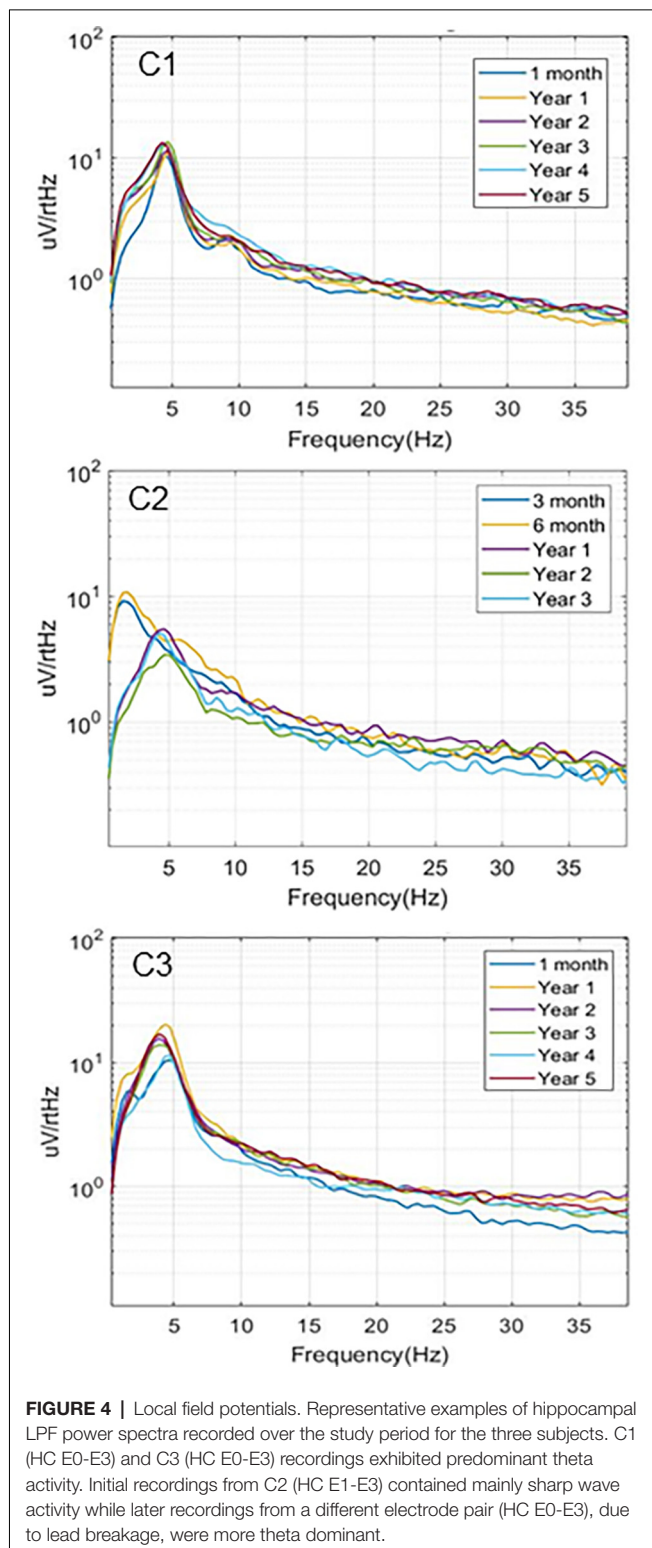 10²
C1
1 month
Year 1
Year 2
Year 3
Year 4
Year 5
10¹
uV/rtHz
10⁰
5 10 15 20 25 30 35
Frequency(Hz)
10²
C2
3 month
6 month
Year 1
Year 2
Year 3
10¹
uV/rtHz
10⁰
5 10 15 20 25 30 35
Frequency(Hz)
10²
C3
1 month
Year 1
Year 2
Year 3
Year 4
Year 5
10¹
uV/rtHz
10⁰
5 10 15 20 25 30 35
Frequency(Hz)
FIGURE 4 | Local field potentials. Representative examples of hippocampal
LPF power spectra recorded over the study period for the three subjects. C1
(HC E0-E3) and C3 (HC E0-E3) recordings exhibited predominant theta
activity. Initial recordings from C2 (HC E1-E3) contained mainly sharp wave
activity while later recordings from a different electrode pair (HC E0-E3), due
to lead breakage, were more theta dominant.